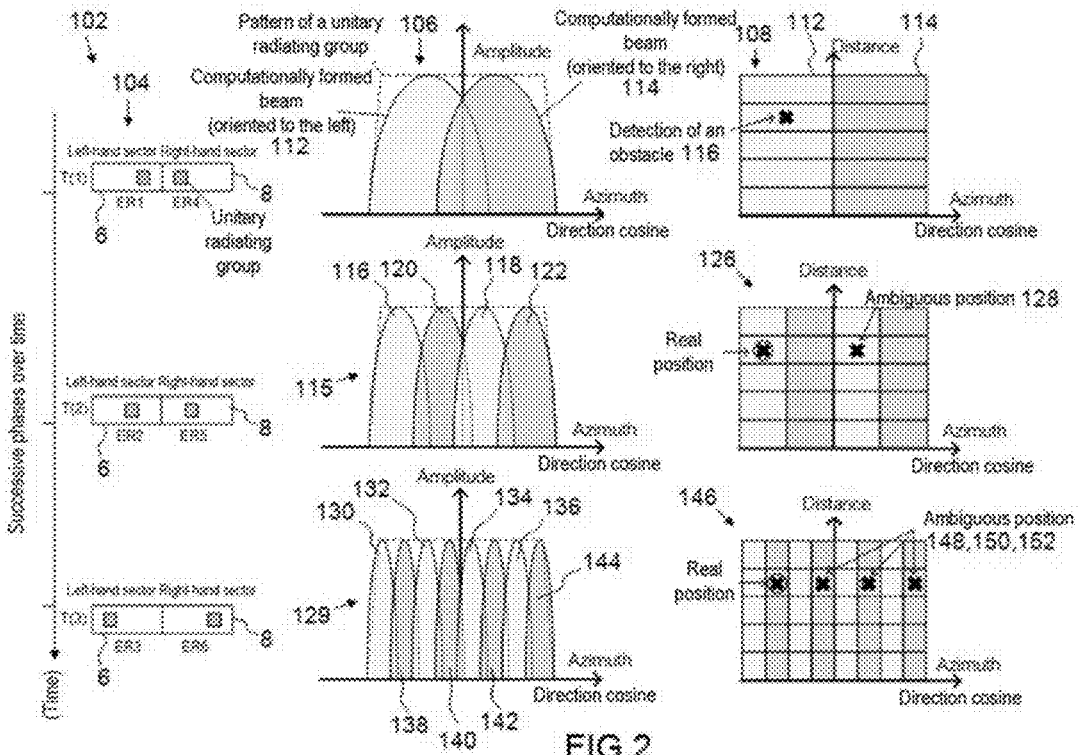 102
104
Pattern of a unitary
radiating group
106
Amplitude
Computationally formed
beam
(oriented to the right)
114
Computationally formed
beam
(oriented to the left)
112
108
112
114
Distance
Detection of an
obstacle 116
Azimuth
Direction cosine
Azimuth
Direction cosine
Left-hand sector Right-hand sector
T(1)
ER1
ER4
6
8
Unitary
radiating
group
Amplitude
116
120
118
122
115
Azimuth
Direction cosine
126
Distance
Ambiguous position 128
Real
position
Azimuth
Direction cosine
Left-hand sector Right-hand sector
T(2)
ER2
ER5
6
8
Amplitude
130
132
134
136
144
129
138
140
142
Azimuth
Direction cosine
146
Distance
Ambiguous position
148,150,152
Real
position
Azimuth
Direction cosine
Left-hand sector Right-hand sector
T(3)
ER3
ER6
6
8
Successive phases over time
(Time)
FIG.2